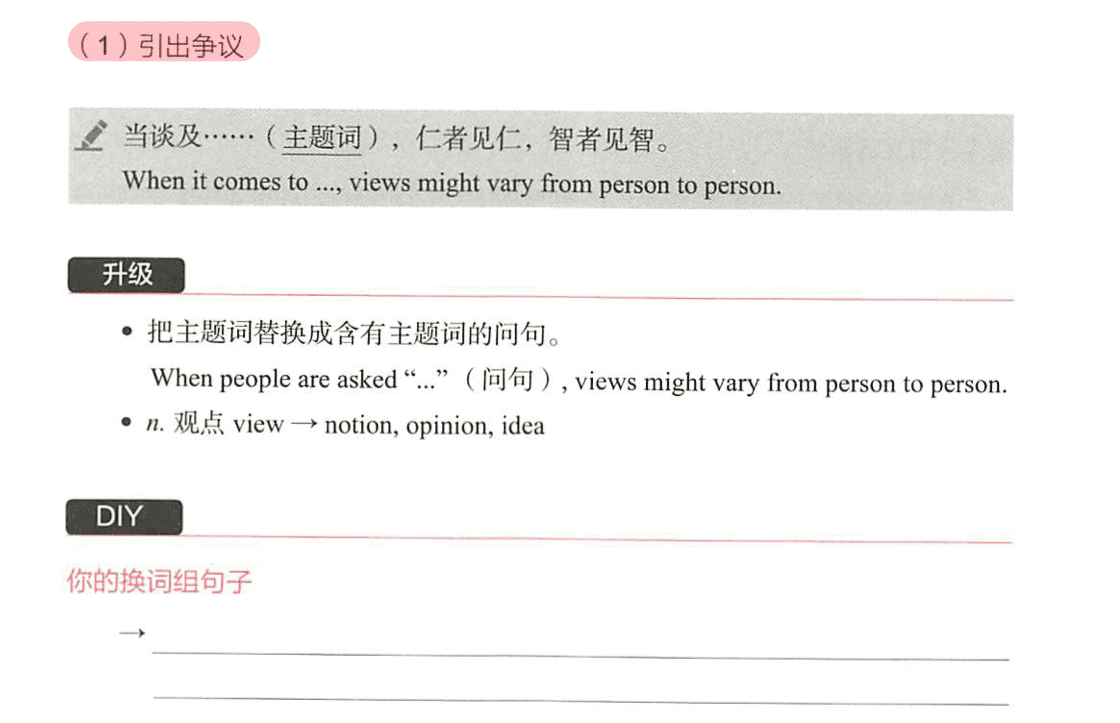 （1）引出争议
当谈及……（主题词），仁者见仁，智者见智。
When it comes to ..., views might vary from person to person.
升级
• 把主题词替换成含有主题词的问句。
When people are asked “...”（问句）, views might vary from person to person.
• n. 观点 view → notion, opinion, idea
DIY
你的换词组句子
→